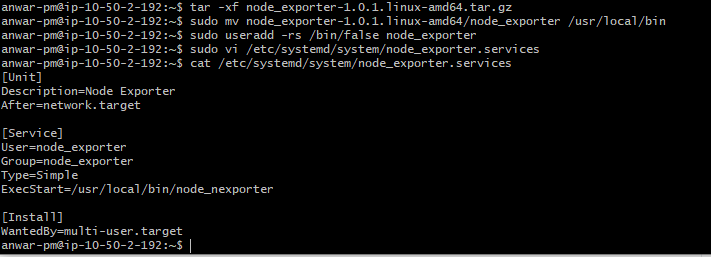 anwar-pm@ip-10-50-2-192:~$ tar -xf node_exporter-1.0.1.linux-amd64.tar.gz
anwar-pm@ip-10-50-2-192:~$ sudo mv node_exporter-1.0.1.linux-amd64/node_exporter /usr/local/bin
anwar-pm@ip-10-50-2-192:~$ sudo useradd -rs /bin/false node_exporter
anwar-pm@ip-10-50-2-192:~$ sudo vi /etc/systemd/system/node_exporter.services
anwar-pm@ip-10-50-2-192:~$ cat /etc/systemd/system/node_exporter.services
[Unit]
Description=Node Exporter
After=network.target
[Service]
User=node_exporter
Group=node_exporter
Type=Simple
ExecStart=/usr/local/bin/node_nexporter
[Install]
WantedBy=multi-user.target
anwar-pm@ip-10-50-2-192:~$